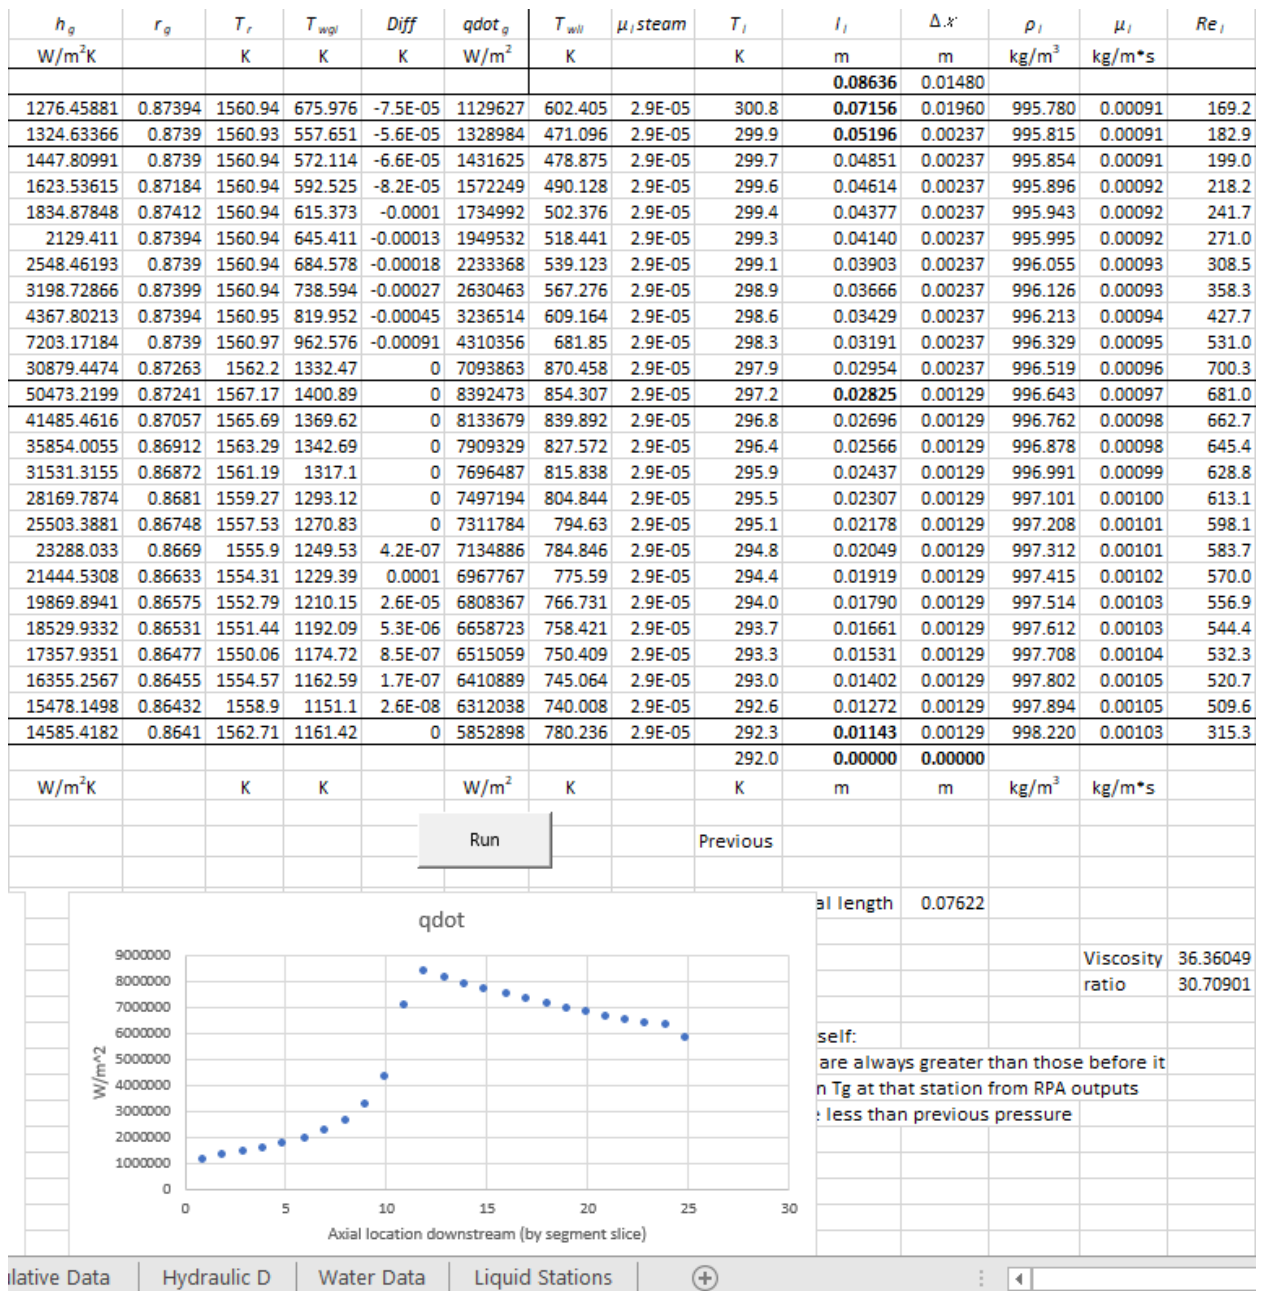 h g r g T r T wgl Diff qdot g T wll μ l steam T l l l Δx ρ l μ l Re l
W/m²K K K K W/m² K K m m kg/m³ kg/m*s
0.08636 0.01480
1276.45881 0.87394 1560.94 675.976 -7.5E-05 1129627 602.405 2.9E-05 300.8 0.07156 0.01960 995.780 0.00091 169.2
1324.63366 0.8739 1560.93 557.651 -5.6E-05 1328984 471.096 2.9E-05 299.9 0.05196 0.00237 995.815 0.00091 182.9
1447.80991 0.8739 1560.94 572.114 -6.6E-05 1431625 478.875 2.9E-05 299.7 0.04851 0.00237 995.854 0.00091 199.0
1623.53615 0.87184 1560.94 592.525 -8.2E-05 1572249 490.128 2.9E-05 299.6 0.04614 0.00237 995.896 0.00092 218.2
1834.87848 0.87412 1560.94 615.373 -0.0001 1734992 502.376 2.9E-05 299.4 0.04377 0.00237 995.943 0.00092 241.7
2129.411 0.87394 1560.94 645.411 -0.00013 1949532 518.441 2.9E-05 299.3 0.04140 0.00237 995.995 0.00092 271.0
2548.46193 0.8739 1560.94 684.578 -0.00018 2233368 539.123 2.9E-05 299.1 0.03903 0.00237 996.055 0.00093 308.5
3198.72866 0.87399 1560.94 738.594 -0.00027 2630463 567.276 2.9E-05 298.9 0.03666 0.00237 996.126 0.00093 358.3
4367.80213 0.87394 1560.95 819.952 -0.00045 3236514 609.164 2.9E-05 298.6 0.03429 0.00237 996.213 0.00094 427.7
7203.17184 0.8739 1560.97 962.576 -0.00091 4310356 681.85 2.9E-05 298.3 0.03191 0.00237 996.329 0.00095 531.0
30879.4474 0.87263 1562.2 1332.47 0 7093863 870.458 2.9E-05 297.9 0.02954 0.00237 996.519 0.00096 700.3
50473.2199 0.87241 1567.17 1400.89 0 8392473 854.307 2.9E-05 297.2 0.02825 0.00129 996.643 0.00097 681.0
41485.4616 0.87057 1565.69 1369.62 0 8133679 839.892 2.9E-05 296.8 0.02696 0.00129 996.762 0.00098 662.7
35854.0055 0.86912 1563.29 1342.69 0 7909329 827.572 2.9E-05 296.4 0.02566 0.00129 996.878 0.00098 645.4
31531.3155 0.86872 1561.19 1317.1 0 7696487 815.838 2.9E-05 295.9 0.02437 0.00129 996.991 0.00099 628.8
28169.7874 0.8681 1559.27 1293.12 0 7497194 804.844 2.9E-05 295.5 0.02307 0.00129 997.101 0.00100 613.1
25503.3881 0.86748 1557.53 1270.83 0 7311784 794.63 2.9E-05 295.1 0.02178 0.00129 997.208 0.00101 598.1
23288.033 0.8669 1555.9 1249.53 4.2E-07 7134886 784.846 2.9E-05 294.8 0.02049 0.00129 997.312 0.00101 583.7
21444.5308 0.86633 1554.31 1229.39 0.0001 6967767 775.59 2.9E-05 294.4 0.01919 0.00129 997.415 0.00102 570.0
19869.8941 0.86575 1552.79 1210.15 2.6E-05 6808367 766.731 2.9E-05 294.0 0.01790 0.00129 997.514 0.00103 556.9
18529.9332 0.86531 1551.44 1192.09 5.3E-06 6658723 758.421 2.9E-05 293.7 0.01661 0.00129 997.612 0.00103 544.4
17357.9351 0.86477 1550.06 1174.72 8.5E-07 6515059 750.409 2.9E-05 293.3 0.01531 0.00129 997.708 0.00104 532.3
16355.2567 0.86455 1554.57 1162.59 1.7E-07 6410889 745.064 2.9E-05 293.0 0.01402 0.00129 997.802 0.00105 520.7
15478.1498 0.86432 1558.9 1151.1 2.6E-08 6312038 740.008 2.9E-05 292.6 0.01272 0.00129 997.894 0.00105 509.6
14585.4182 0.8641 1562.71 1161.42 0 5852898 780.236 2.9E-05 292.3 0.01143 0.00129 998.220 0.00103 315.3
292.0 0.00000 0.00000
W/m²K K K W/m² K K m m kg/m³ kg/m*s
Run Previous
al length 0.07622
qdot
Viscosity 36.36049
ratio 30.70901
self:
are always greater than those before it
n Tg at that station from RPA outputs
less than previous pressure
9000000
8000000
7000000
6000000
5000000
4000000
3000000
2000000
1000000
0
W/m^2
0 5 10 15 20 25 30
Axial location downstream (by segment slice)
ulative Data Hydraulic D Water Data Liquid Stations